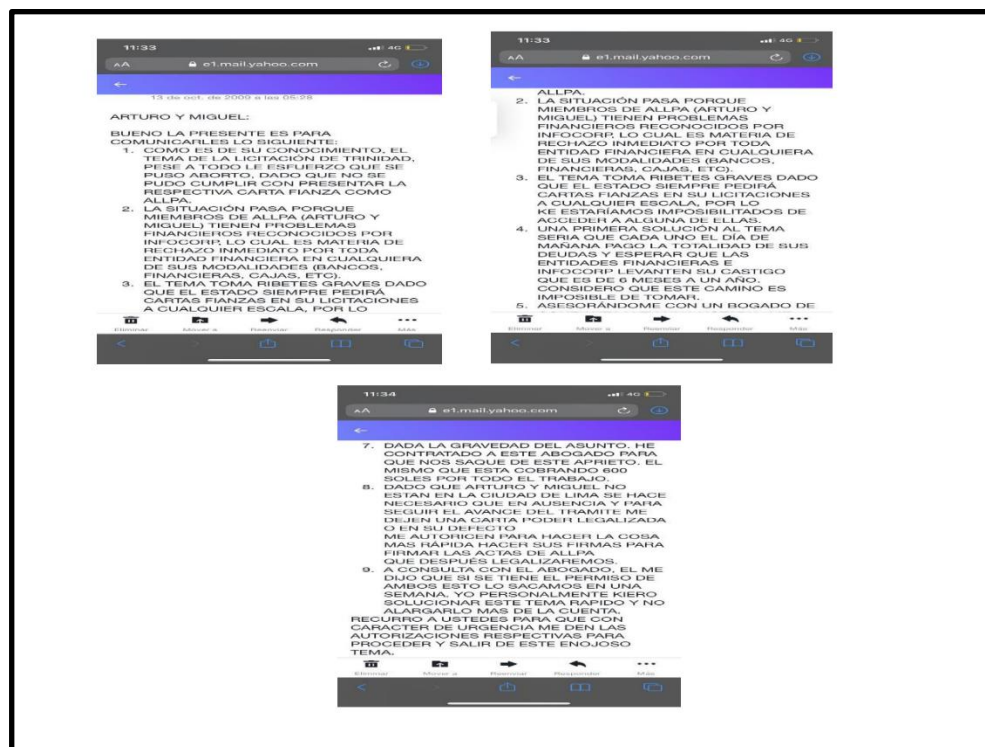 11:33
4G
AA
e1.mail.yahoo.com
13 de oct. de 2009 a las 05:28
ARTURO Y MIGUEL:
BUENO LA PRESENTE ES PARA
COMUNICARLES LO SIGUIENTE:
1. COMO ES DE SU CONOCIMIENTO, EL
TEMA DE LA LICITACIÓN DE TRINIDAD,
PESE A TODO LE ESFUERZO QUE SE
PUSO ABORTO, DADO QUE NO SE
PUDO CUMPLIR CON PRESENTAR LA
RESPECTIVA CARTA FIANZA COMO
ALLPA.
2. LA SITUACIÓN PASA PORQUE
MIEMBROS DE ALLPA (ARTURO Y
MIGUEL) TIENEN PROBLEMAS
FINANCIEROS RECONOCIDOS POR
INFOCORP, LO CUAL ES MATERIA DE
RECHAZO INMEDIATO POR TODA
ENTIDAD FINANCIERA EN CUALQUIERA
DE SUS MODALIDADES (BANCOS,
FINANCIERAS, CAJAS, ETC).
3. EL TEMA TOMA RIBETES GRAVES DADO
QUE EL ESTADO SIEMPRE PEDIRÁ
CARTAS FIANZAS EN SU LICITACIONES
A CUALQUIER ESCALA, POR LO
Eliminar Mover a Reenviar Responder Más
11:33
4G
AA
e1.mail.yahoo.com
ALLPA.
2. LA SITUACIÓN PASA PORQUE
MIEMBROS DE ALLPA (ARTURO Y
MIGUEL) TIENEN PROBLEMAS
FINANCIEROS RECONOCIDOS POR
INFOCORP, LO CUAL ES MATERIA DE
RECHAZO INMEDIATO POR TODA
ENTIDAD FINANCIERA EN CUALQUIERA
DE SUS MODALIDADES (BANCOS,
FINANCIERAS, CAJAS, ETC).
3. EL TEMA TOMA RIBETES GRAVES DADO
QUE EL ESTADO SIEMPRE PEDIRÁ
CARTAS FIANZAS EN SU LICITACIONES
A CUALQUIER ESCALA, POR LO
KE ESTARÍAMOS IMPOSIBILITADOS DE
ACCEDER A ALGUNA DE ELLAS.
4. UNA PRIMERA SOLUCIÓN AL TEMA
SERIA QUE CADA UNO EL DÍA DE
MAÑANA PAGO LA TOTALIDAD DE SUS
DEUDAS Y ESPERAR QUE LAS
ENTIDADES FINANCIERAS E
INFOCORP LEVANTEN SU CASTIGO
QUE ES DE 6 MESES A UN AÑO.
CONSIDERO QUE ESTE CAMINO ES
IMPOSIBLE DE TOMAR.
5. ASESORÁNDOME CON UN BOGADO DE
Eliminar Mover a Reenviar Responder Más
11:34
4G
AA
e1.mail.yahoo.com
7. DADA LA GRAVEDAD DEL ASUNTO. HE
CONTRATADO A ESTE ABOGADO PARA
QUE NOS SAQUE DE ESTE APRIETO. EL
MISMO QUE ESTA COBRANDO 600
SOLES POR TODO EL TRABAJO.
8. DADO QUE ARTURO Y MIGUEL NO
ESTAN EN LA CIUDAD DE LIMA SE HACE
NECESARIO QUE EN AUSENCIA Y PARA
SEGUIR EL AVANCE DEL TRAMITE ME
DEJEN UNA CARTA PODER LEGALIZADA
O EN SU DEFECTO
ME AUTORICEN PARA HACER LA COSA
MAS RÁPIDA HACER SUS FIRMAS PARA
FIRMAR LAS ACTAS DE ALLPA
QUE DESPUÉS LEGALIZAREMOS.
9. A CONSULTA CON EL ABOGADO, EL ME
DIJO QUE SI SE TIENE EL PERMISO DE
AMBOS ESTO LO SACAMOS EN UNA
SEMANA, YO PERSONALMENTE KIERO
SOLUCIONAR ESTE TEMA RAPIDO Y NO
ALARGARLO MAS DE LA CUENTA,
RECURRO A USTEDES PARA QUE CON
CARACTER DE URGENCIA ME DEN LAS
AUTORIZACIONES RESPECTIVAS PARA
PROCEDER Y SALIR DE ESTE ENOJOSO
TEMA.
Eliminar Mover a Reenviar Responder Más